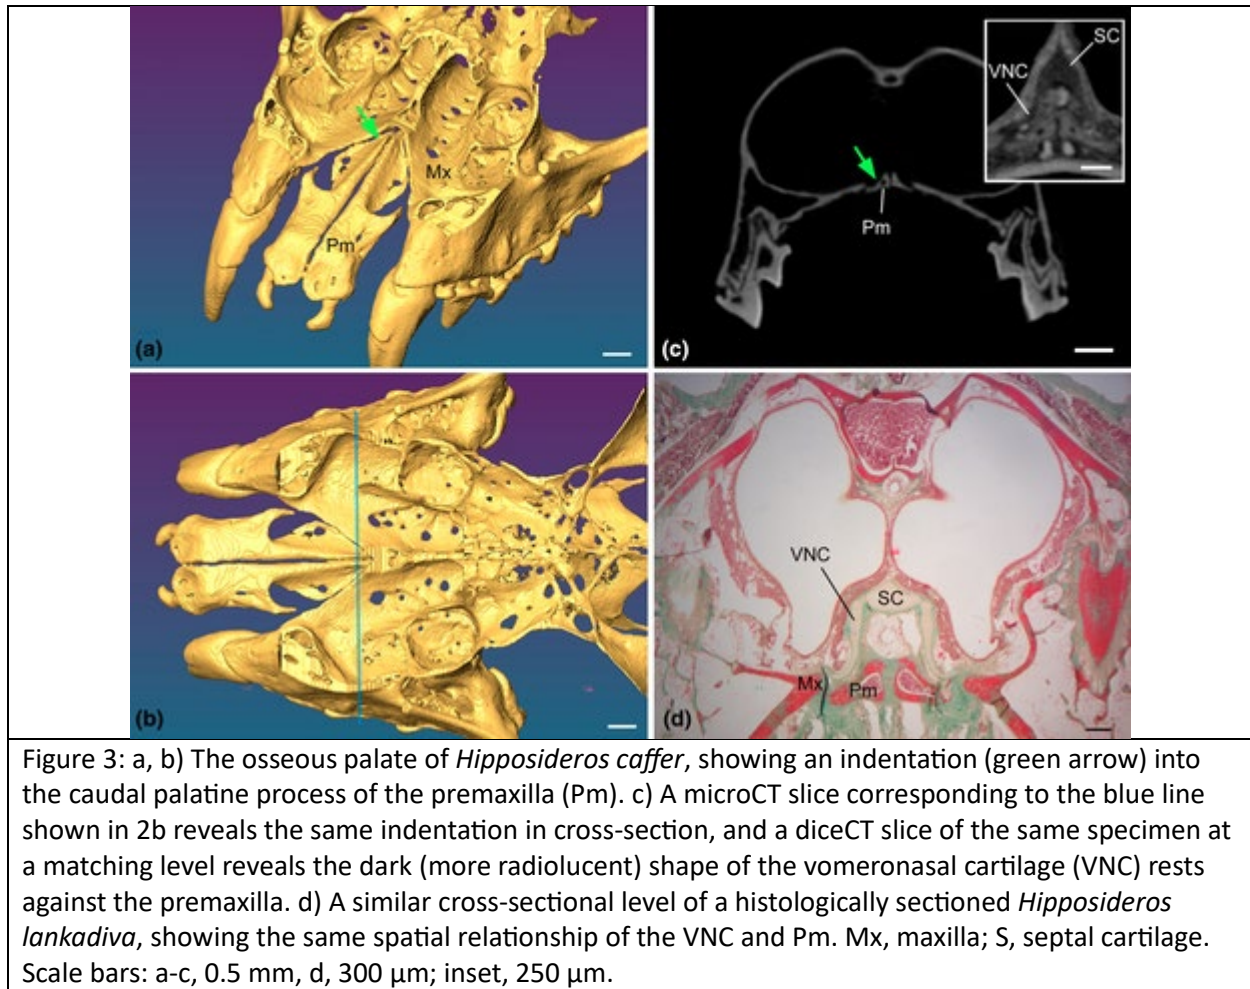 Mx
Pm
(a)
SC
VNC
Pm
(c)
(b)
VNC
SC
Mx
Pm
(d)
Figure 3: a, b) The osseous palate of Hipposideros caffer, showing an indentation (green arrow) into
the caudal palatine process of the premaxilla (Pm). c) A microCT slice corresponding to the blue line
shown in 2b reveals the same indentation in cross-section, and a diceCT slice of the same specimen at
a matching level reveals the dark (more radiolucent) shape of the vomeronasal cartilage (VNC) rests
against the premaxilla. d) A similar cross-sectional level of a histologically sectioned Hipposideros
lankadiva, showing the same spatial relationship of the VNC and Pm. Mx, maxilla; S, septal cartilage.
Scale bars: a-c, 0.5 mm, d, 300 µm; inset, 250 µm.